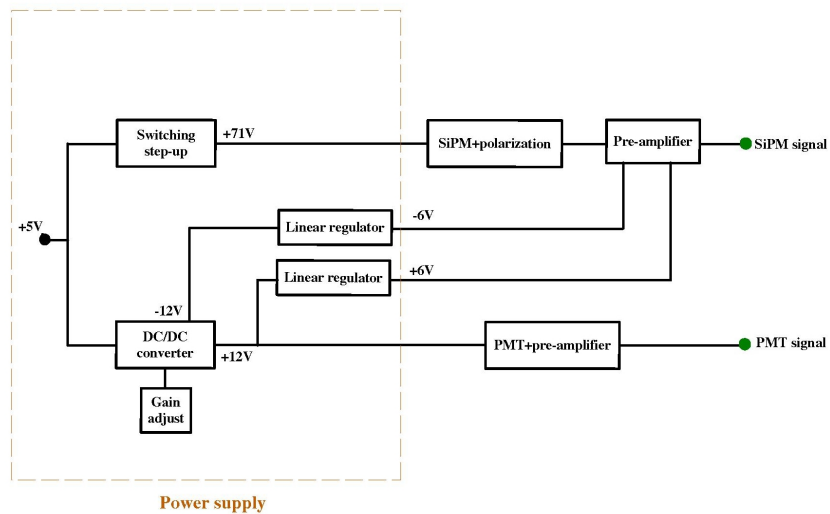 Switching
step-up
+71V
SiPM+polarization
Pre-amplifier
SiPM signal
+5V
Linear regulator
-6V
Linear regulator
+6V
-12V
DC/DC
converter
+12V
PMT+pre-amplifier
PMT signal
Gain
adjust
Power supply